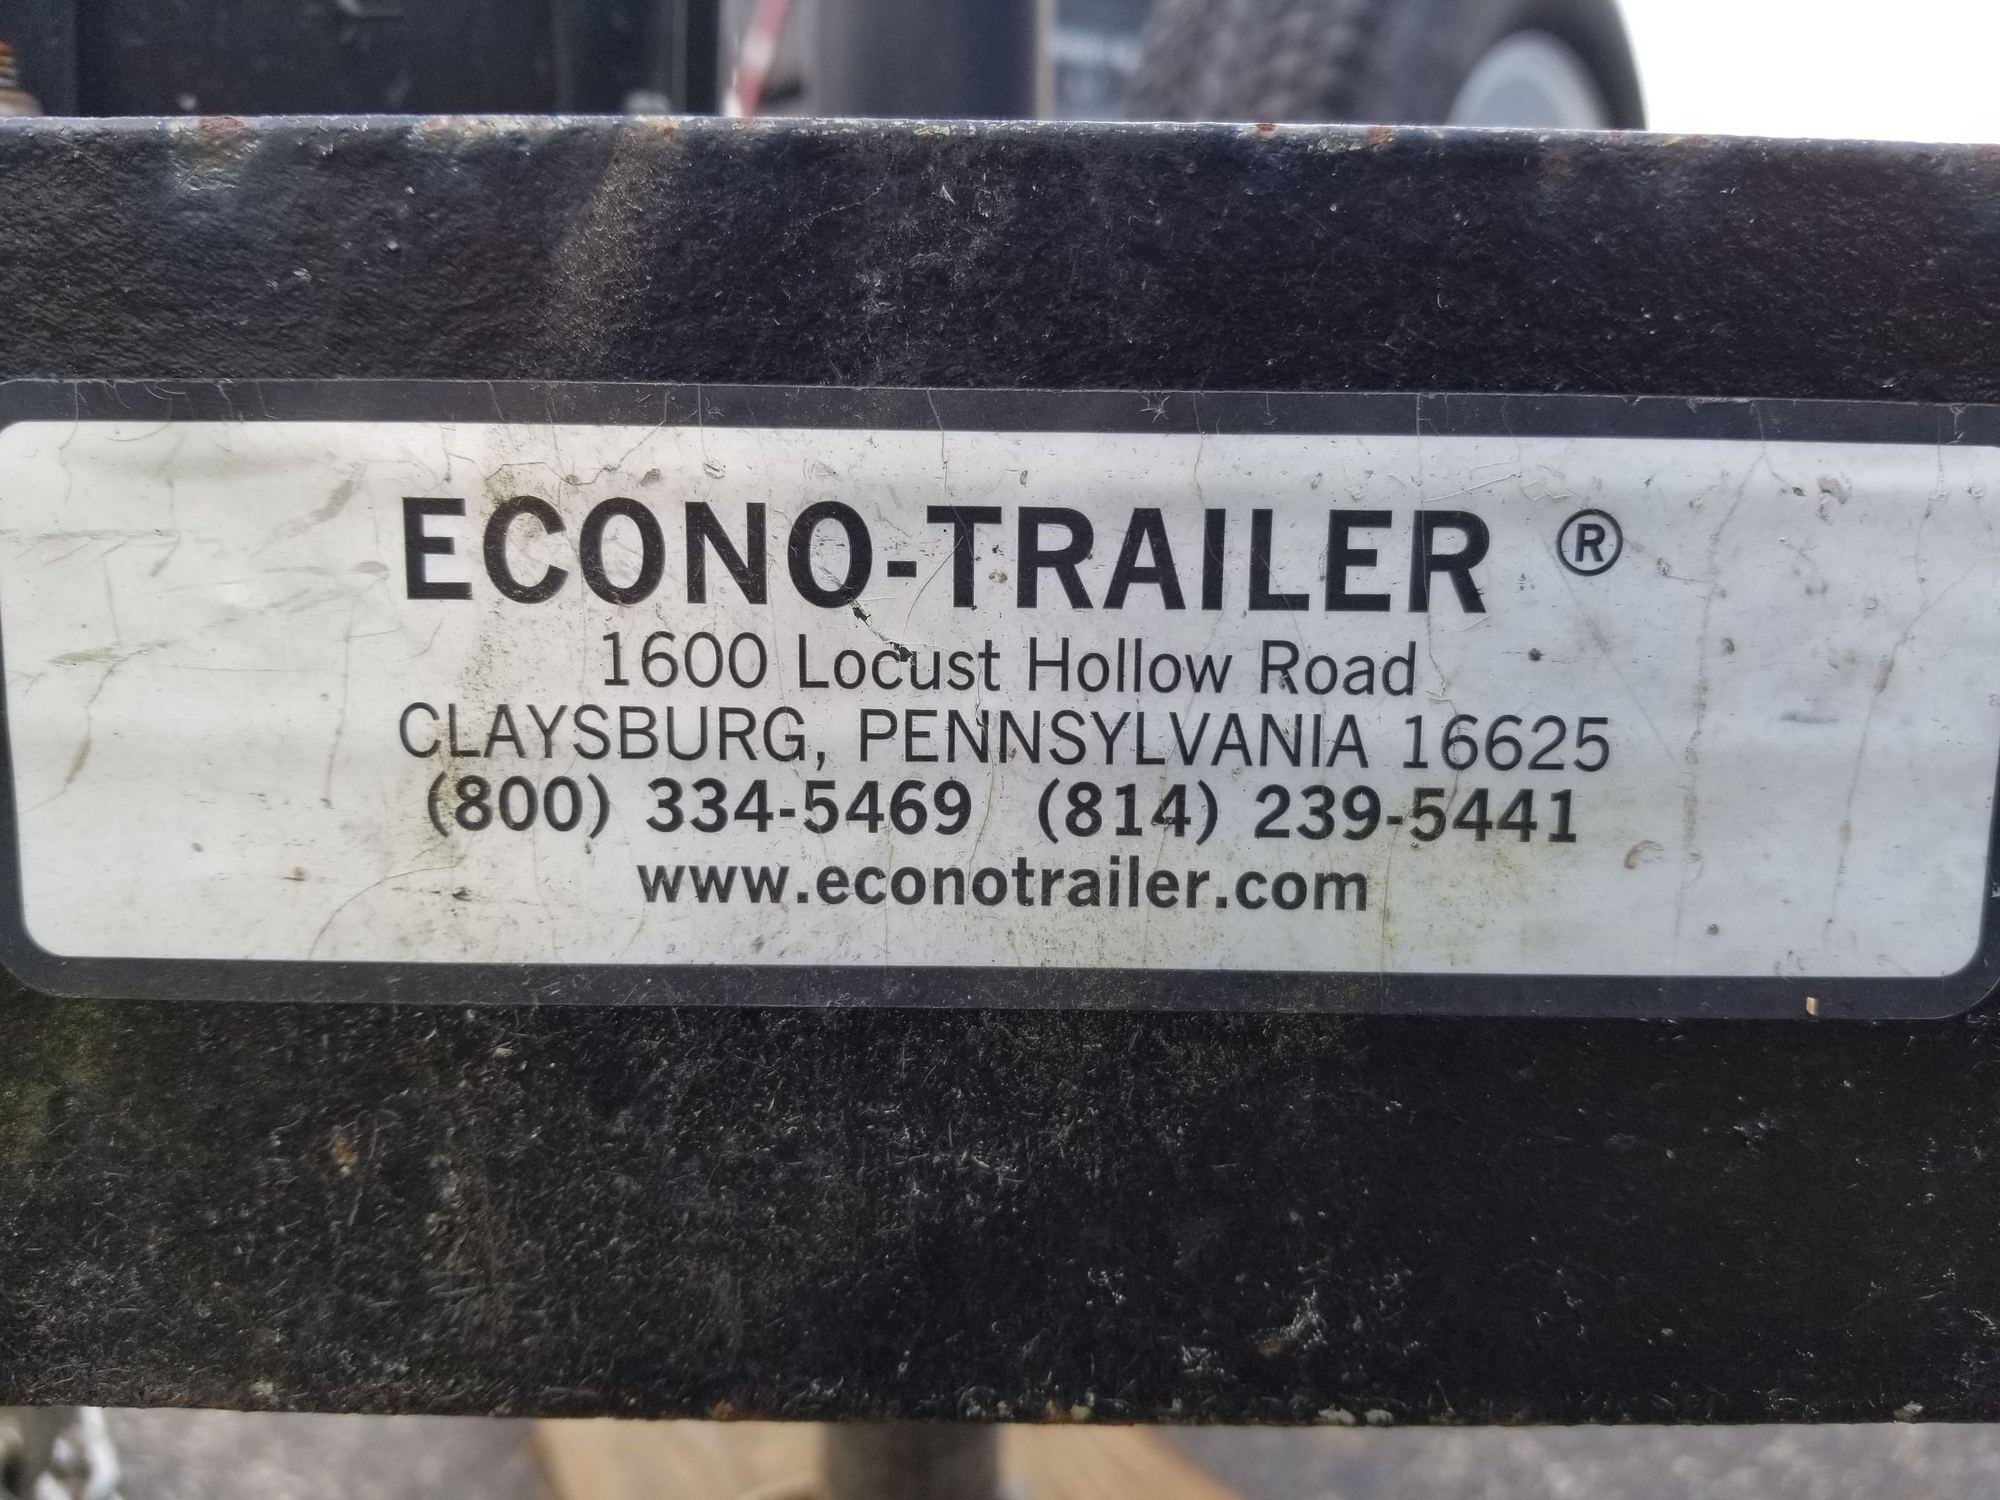 ECONO-TRAILER ®
1600 Locust Hollow Road
CLAYSBURG, PENNSYLVANIA 16625
(800) 334-5469 (814) 239-5441
www.econotrailer.com